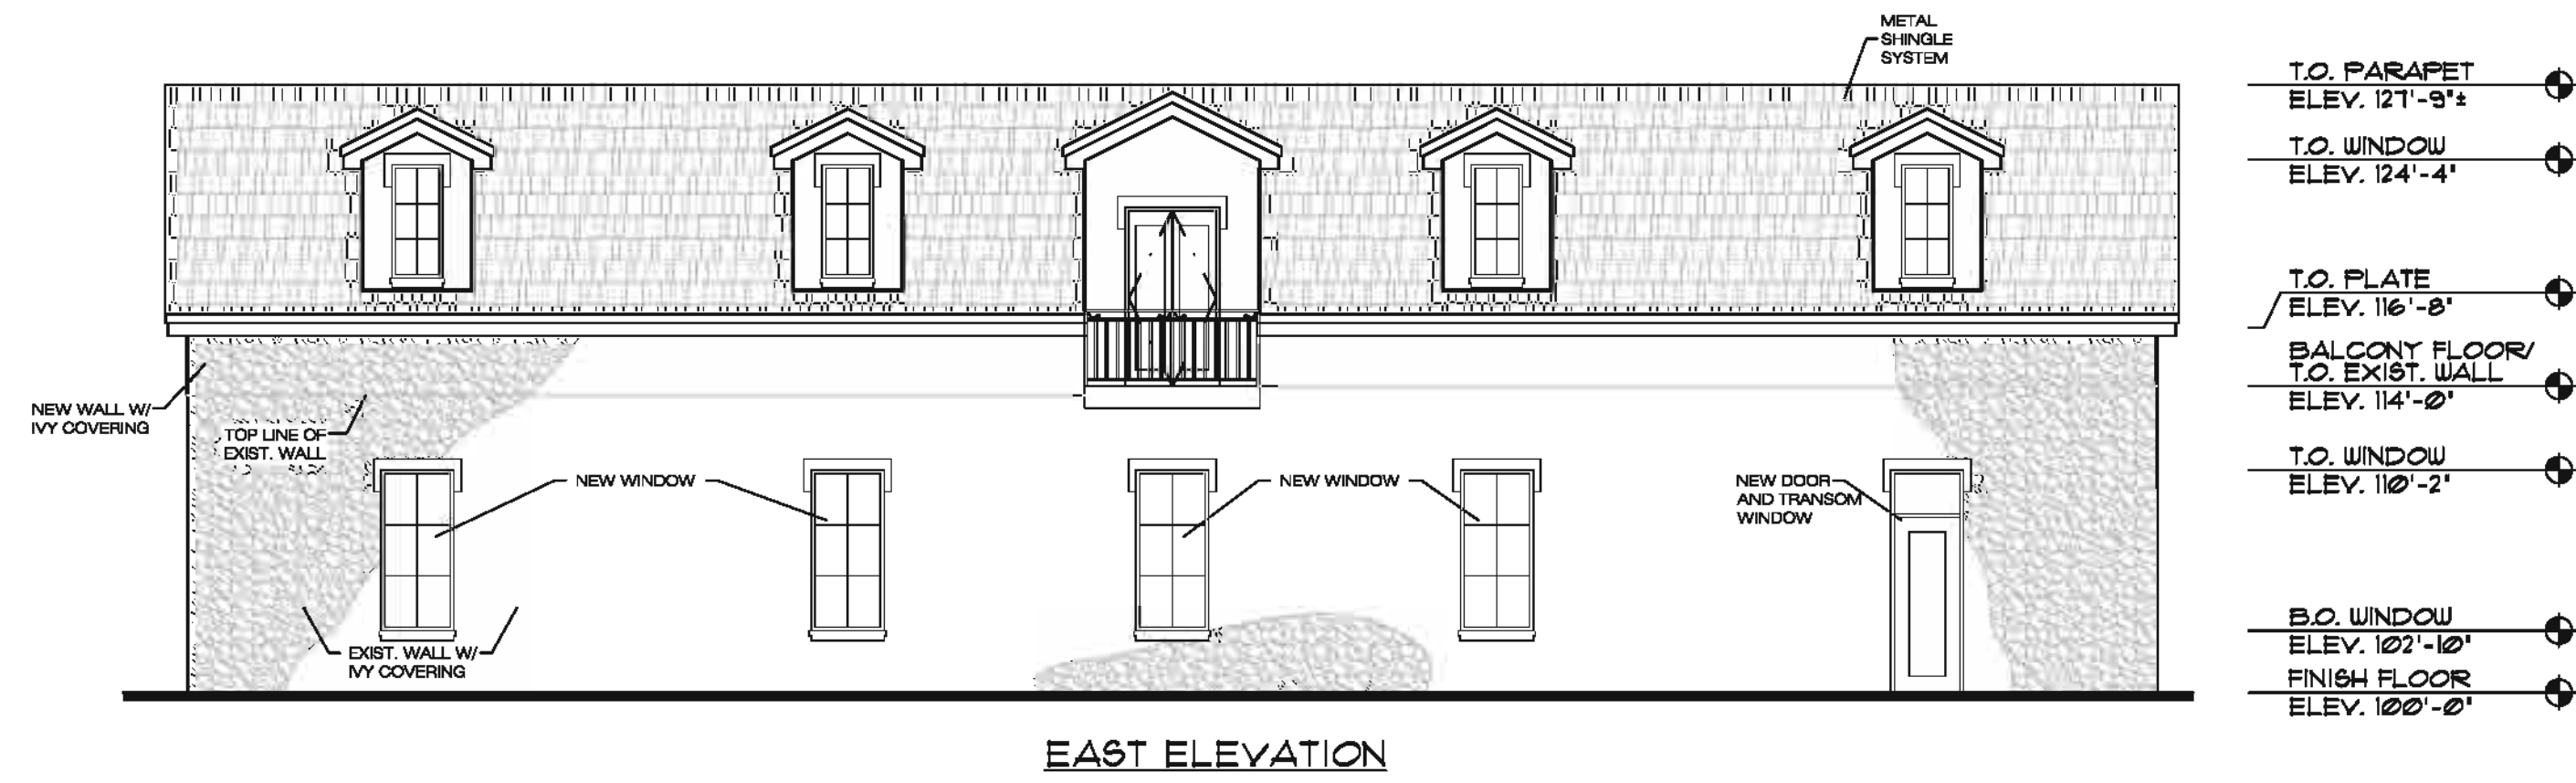 METAL
SHINGLE
SYSTEM
T.O. PARAPET
ELEV. 127'-9"±
T.O. WINDOW
ELEV. 124'-4"
T.O. PLATE
ELEV. 116'-8"
BALCONY FLOOR/
T.O. EXIST. WALL
ELEV. 114'-0"
NEW WALL W/
IVY COVERING
TOP LINE OF
EXIST. WALL
NEW WINDOW
NEW WINDOW
NEW DOOR
AND TRANSOM
WINDOW
T.O. WINDOW
ELEV. 110'-2"
EXIST. WALL W/
IVY COVERING
B.O. WINDOW
ELEV. 102'-10"
FINISH FLOOR
ELEV. 100'-0"
EAST ELEVATION